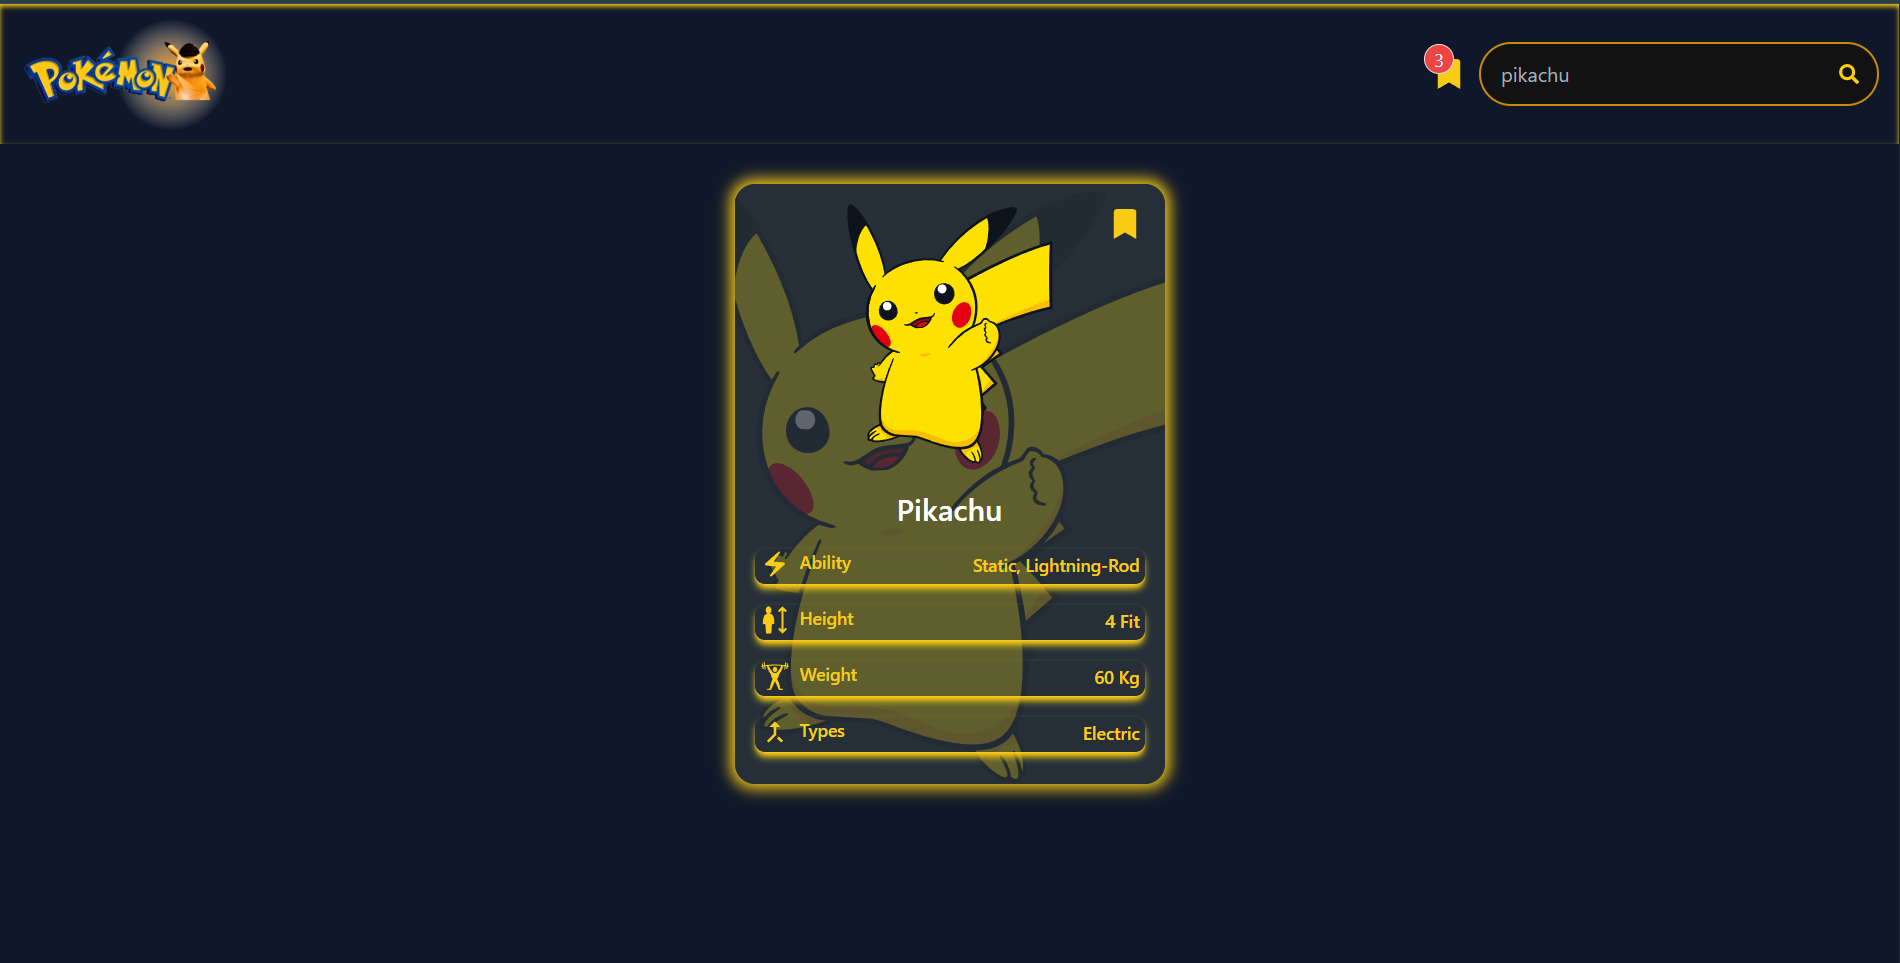 POKéMON
3
pikachu
Pikachu
Ability Static, Lightning-Rod
Height 4 Fit
Weight 60 Kg
Types Electric